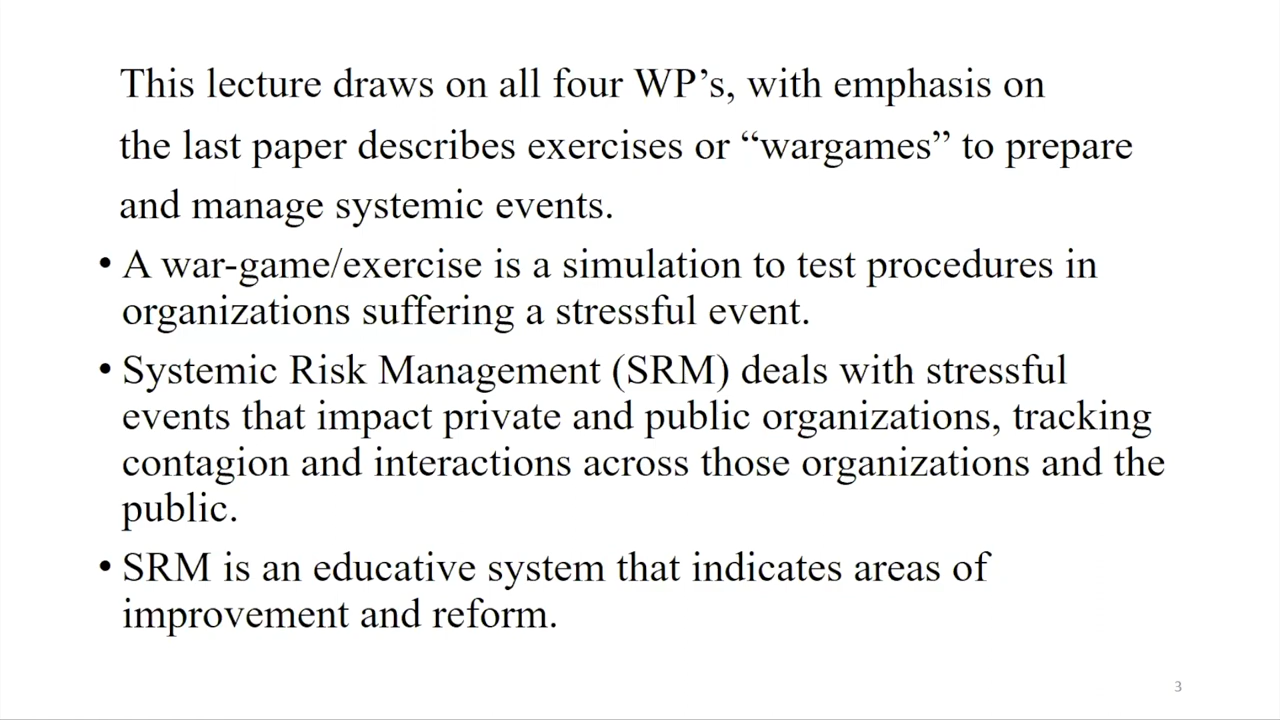 This lecture draws on all four WP’s, with emphasis on
the last paper describes exercises or “wargames” to prepare
and manage systemic events.
• A war-game/exercise is a simulation to test procedures in
organizations suffering a stressful event.
• Systemic Risk Management (SRM) deals with stressful
events that impact private and public organizations, tracking
contagion and interactions across those organizations and the
public.
• SRM is an educative system that indicates areas of
improvement and reform.
3